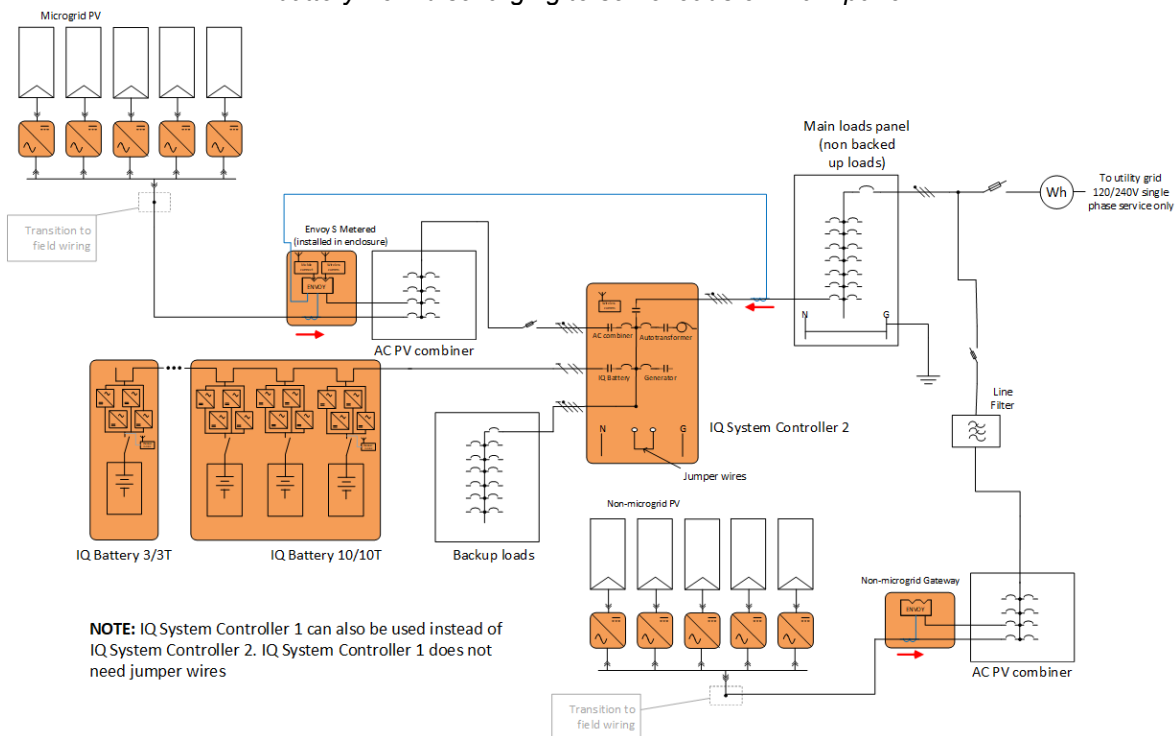 Microgrid PV
Transition to
field wiring
Envoy S Metered
(installed in enclosure)
ENVOY
AC PV combiner
Main loads panel
(non backed
up loads)
N
G
Wh
To utility grid
120/240V single
phase service only
AC combiner
Autotransformer
IQ Battery
Generator
N
G
IQ System Controller 2
Jumper wires
Line
Filter
IQ Battery 3/3T
IQ Battery 10/10T
Backup loads
Non-microgrid PV
Non-microgrid Gateway
ENVOY
AC PV combiner
Transition to
field wiring
NOTE: IQ System Controller 1 can also be used instead of
IQ System Controller 2. IQ System Controller 1 does not
need jumper wires